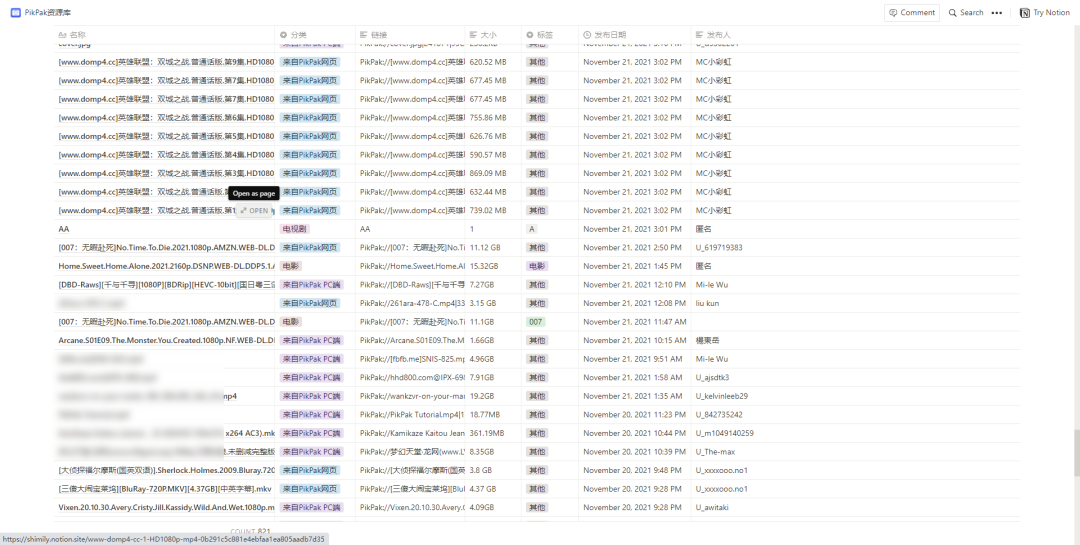 PikPak资源库
Comment Search ••• Try Notion
名称 分类 链接 大小 标签 发布日期 发布人
[www.domp4.cc]英雄联盟：双城之战.普通话版.第9集.HD1080 来自PikPak网页 PikPak://[www.domp4.cc]英雄 620.52 MB 其他 November 21, 2021 3:02 PM MC小彩虹
[www.domp4.cc]英雄联盟：双城之战.普通话版.第7集.HD1080 来自PikPak网页 PikPak://[www.domp4.cc]英雄 677.45 MB 其他 November 21, 2021 3:02 PM MC小彩虹
[www.domp4.cc]英雄联盟：双城之战.普通话版.第7集.HD1080 来自PikPak网页 PikPak://[www.domp4.cc]英雄 677.45 MB 其他 November 21, 2021 3:02 PM MC小彩虹
[www.domp4.cc]英雄联盟：双城之战.普通话版.第6集.HD1080 来自PikPak网页 PikPak://[www.domp4.cc]英雄 755.86 MB 其他 November 21, 2021 3:02 PM MC小彩虹
[www.domp4.cc]英雄联盟：双城之战.普通话版.第5集.HD1080 来自PikPak网页 PikPak://[www.domp4.cc]英雄 626.76 MB 其他 November 21, 2021 3:02 PM MC小彩虹
[www.domp4.cc]英雄联盟：双城之战.普通话版.第4集.HD1080 来自PikPak网页 PikPak://[www.domp4.cc]英雄 590.57 MB 其他 November 21, 2021 3:02 PM MC小彩虹
[www.domp4.cc]英雄联盟：双城之战.普通话版.第3集.HD1080 来自PikPak网页 PikPak://[www.domp4.cc]英雄 869.09 MB 其他 November 21, 2021 3:02 PM MC小彩虹
[www.domp4.cc]英雄联盟：双城之战.普通话版. Open as page 来自PikPak网页 PikPak://[www.domp4.cc]英雄 632.44 MB 其他 November 21, 2021 3:02 PM MC小彩虹
[www.domp4.cc]英雄联盟：双城之战.普通话版.第1 OPEN 来自PikPak网页 PikPak://[www.domp4.cc]英雄 739.02 MB 其他 November 21, 2021 3:02 PM MC小彩虹
AA 电视剧 AA 1 A November 21, 2021 3:01 PM 匿名
[007：无暇赴死]No.Time.To.Die.2021.1080p.AMZN.WEB-DL.D 来自PikPak网页 PikPak://[007：无暇赴死]No.Ti 11.12 GB 其他 November 21, 2021 2:50 PM U_619719383
Home.Sweet.Home.Alone.2021.2160p.DSNP.WEB-DL.DDP5.1.A 电影 PikPak://Home.Sweet.Home.Al 15.32GB 电影 November 21, 2021 1:45 PM 匿名
[DBD-Raws][千与千寻][1080P][BDRip][HEVC-10bit][国日粤三 来自PikPak PC端 PikPak://[DBD-Raws][千与千寻 7.27GB 其他 November 21, 2021 12:10 PM Mi-le Wu
来自PikPak网页 PikPak://261ara-478-C.mp4|33 3.15 GB 其他 November 21, 2021 12:08 PM liu kun
[007：无暇赴死]No.Time.To.Die.2021.1080p.AMZN.WEB-DL.D 电影 PikPak://[007：无暇赴死]No.Ti 11.1GB 007 November 21, 2021 11:47 AM
Arcane.S01E09.The.Monster.You.Created.1080p.NF.WEB-DL.D 来自PikPak PC端 PikPak://Arcane.S01E09.The.M 1.66GB 其他 November 21, 2021 10:15 AM 楊東岳
来自PikPak PC端 PikPak://[fbfb.me]SNIS-825.mp 4.96GB 其他 November 21, 2021 9:51 AM Mi-le Wu
来自PikPak PC端 PikPak://hhd800.com@IPX-698 7.91GB 其他 November 21, 2021 1:58 AM U_ajsdtk3
mp4 来自PikPak PC端 PikPak://wankzvr-on-your-mar 19.2GB 其他 November 21, 2021 1:35 AM U_kelvinleeb29
来自PikPak PC端 PikPak://PikPak Tutorial.mp4|1 18.77MB 其他 November 20, 2021 11:23 PM U_842735242
x264 AC3).mk 来自PikPak PC端 PikPak://Kamikaze Kaitou Jean 361.19MB 其他 November 20, 2021 10:44 PM U_m1049140259
.未删减完整版 来自PikPak PC端 PikPak://梦幻天堂·龙网(www.L 8.35GB 其他 November 20, 2021 10:39 PM U_The-max
[大侦探福尔摩斯(国英双语)].Sherlock.Holmes.2009.Bluray.720 来自PikPak网页 PikPak://[大侦探福尔摩斯(国英 3.8 GB 其他 November 20, 2021 9:48 PM U_xxxxooo.no1
[三傻大闹宝莱坞][BluRay-720P.MKV][4.37GB][中英字幕].mkv 来自PikPak网页 PikPak://[三傻大闹宝莱坞][Blu 4.37 GB 其他 November 20, 2021 9:28 PM U_xxxxooo.no1
Vixen.20.10.30.Avery.Cristy.Jill.Kassidy.Wild.And.Wet.1080p.m 来自PikPak PC端 PikPak://Vixen.20.10.30.Avery. 4.09GB 其他 November 20, 2021 9:28 PM U_awitaki
COUNT 821
https://shimily.notion.site/www-domp4-cc-1-HD1080p-mp4-0b291c5c881e4ebfaa1ea805aadb7d35